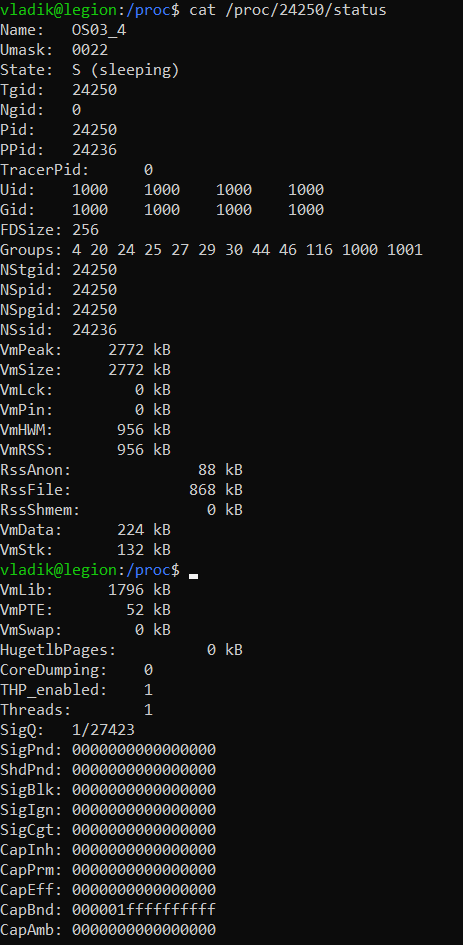 vladik@legion:/proc$ cat /proc/24250/status
Name:   OS03_4
Umask:  0022
State:  S (sleeping)
Tgid:   24250
Ngid:   0
Pid:    24250
PPid:   24236
TracerPid:      0
Uid:    1000    1000    1000    1000
Gid:    1000    1000    1000    1000
FDSize: 256
Groups: 4 20 24 25 27 29 30 44 46 116 1000 1001
NStgid: 24250
NSpid:  24250
NSpgid: 24250
NSsid:  24236
VmPeak:     2772 kB
VmSize:     2772 kB
VmLck:         0 kB
VmPin:         0 kB
VmHWM:       956 kB
VmRSS:       956 kB
RssAnon:              88 kB
RssFile:             868 kB
RssShmem:              0 kB
VmData:      224 kB
VmStk:       132 kB
vladik@legion:/proc$
VmLib:      1796 kB
VmPTE:        52 kB
VmSwap:        0 kB
HugetlbPages:          0 kB
CoreDumping:    0
THP_enabled:    1
Threads:        1
SigQ:   1/27423
SigPnd: 0000000000000000
ShdPnd: 0000000000000000
SigBlk: 0000000000000000
SigIgn: 0000000000000000
SigCgt: 0000000000000000
CapInh: 0000000000000000
CapPrm: 0000000000000000
CapEff: 0000000000000000
CapBnd: 000001ffffffffff
CapAmb: 0000000000000000